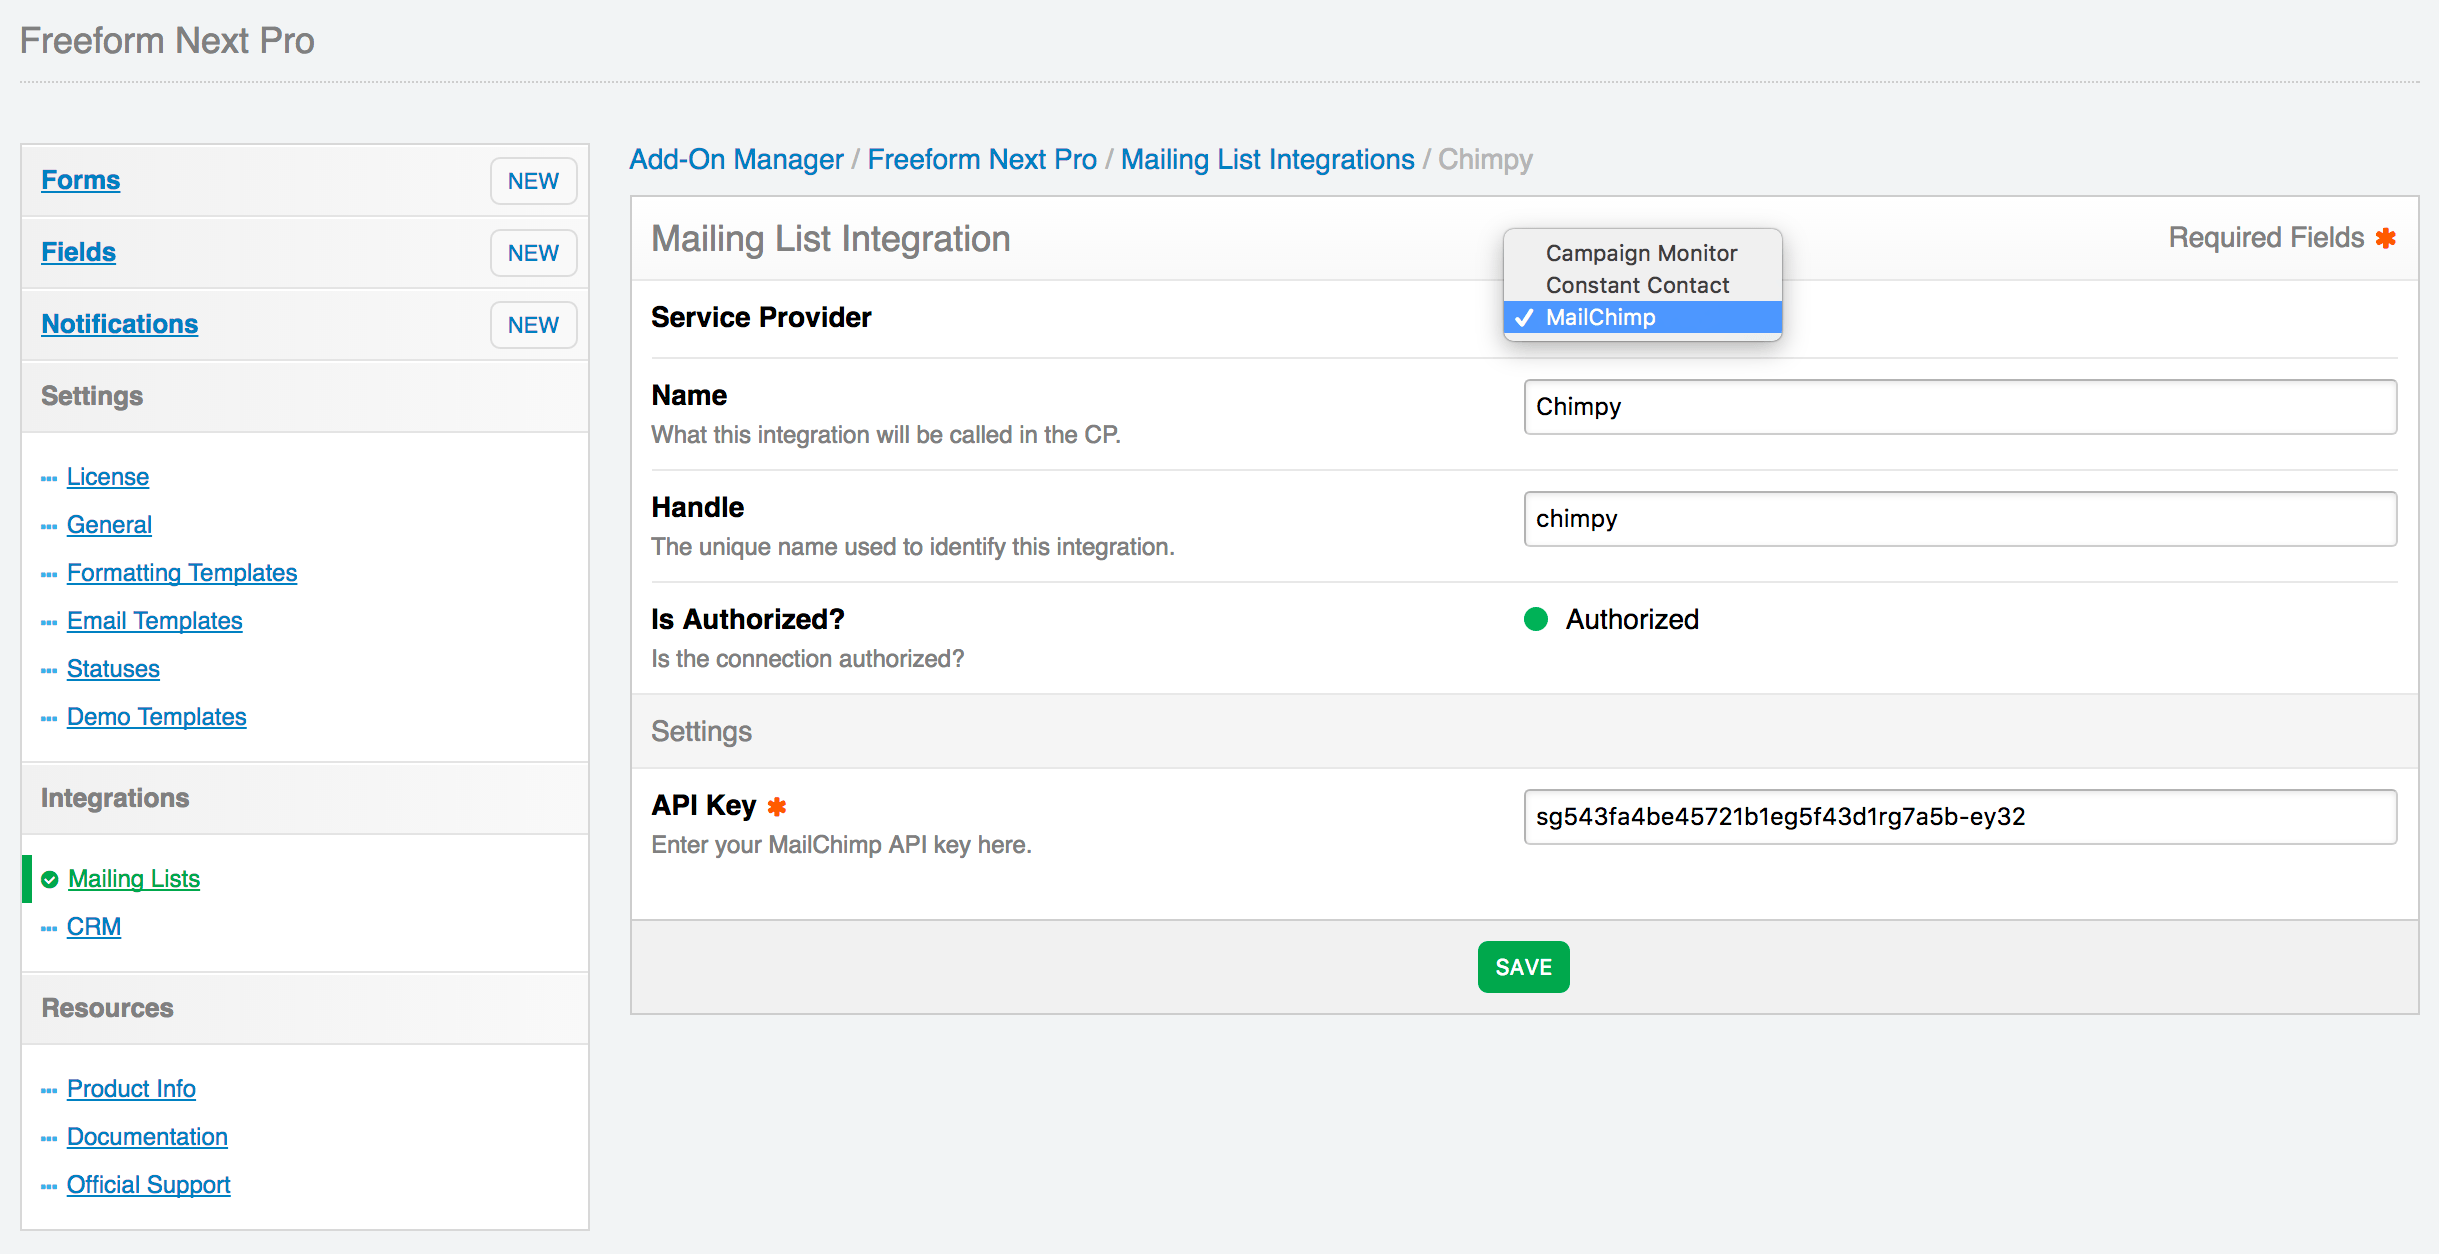 Freeform Next Pro
Forms NEW
Fields NEW
Notifications NEW
Settings
License
General
Formatting Templates
Email Templates
Statuses
Demo Templates
Integrations
Mailing Lists
CRM
Resources
Product Info
Documentation
Official Support
Add-On Manager / Freeform Next Pro / Mailing List Integrations / Chimpy
Mailing List Integration
Required Fields ✱
Campaign Monitor
Constant Contact
Service Provider
✓ MailChimp
Name
Chimpy
What this integration will be called in the CP.
Handle
chimpy
The unique name used to identify this integration.
Is Authorized?
Authorized
Is the connection authorized?
Settings
API Key ✱
sg543fa4be45721b1eg5f43d1rg7a5b-ey32
Enter your MailChimp API key here.
SAVE